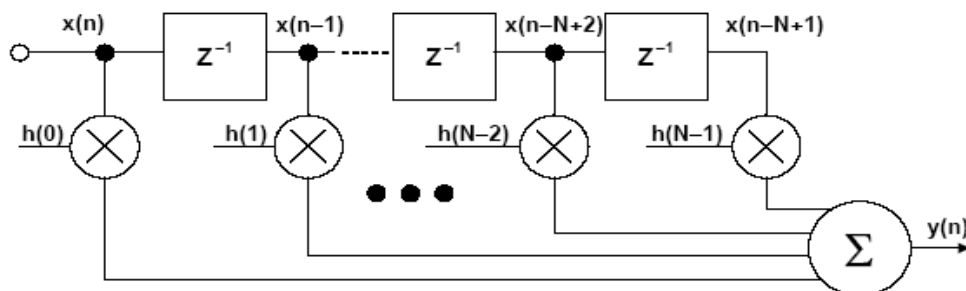 x(n) x(n–1) x(n–N+2) x(n–N+1)
z⁻¹ z⁻¹ z⁻¹
h(0) h(1) h(N–2) h(N–1)
Σ y(n)